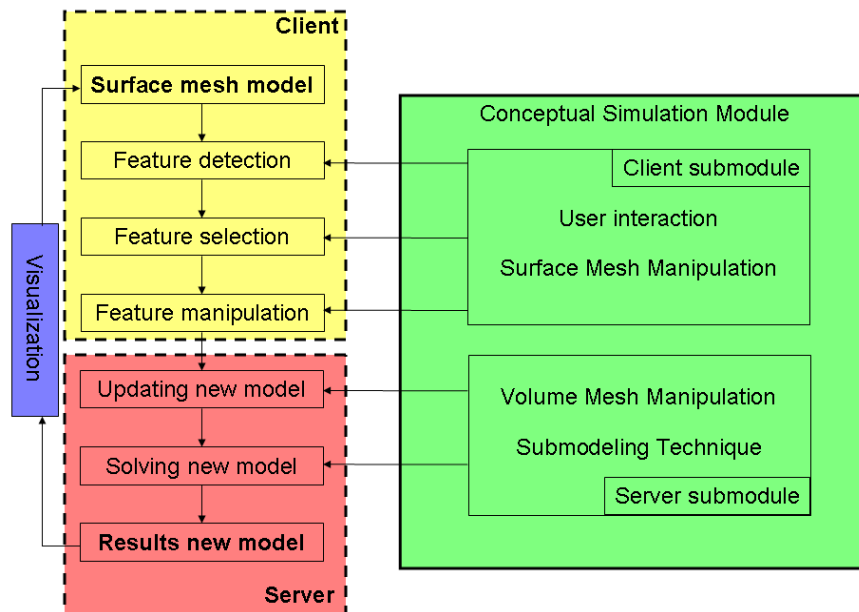 Client
Surface mesh model
Feature detection
Feature selection
Feature manipulation
Visualization
Updating new model
Solving new model
Results new model
Server
Conceptual Simulation Module
Client submodule
User interaction
Surface Mesh Manipulation
Volume Mesh Manipulation
Submodeling Technique
Server submodule